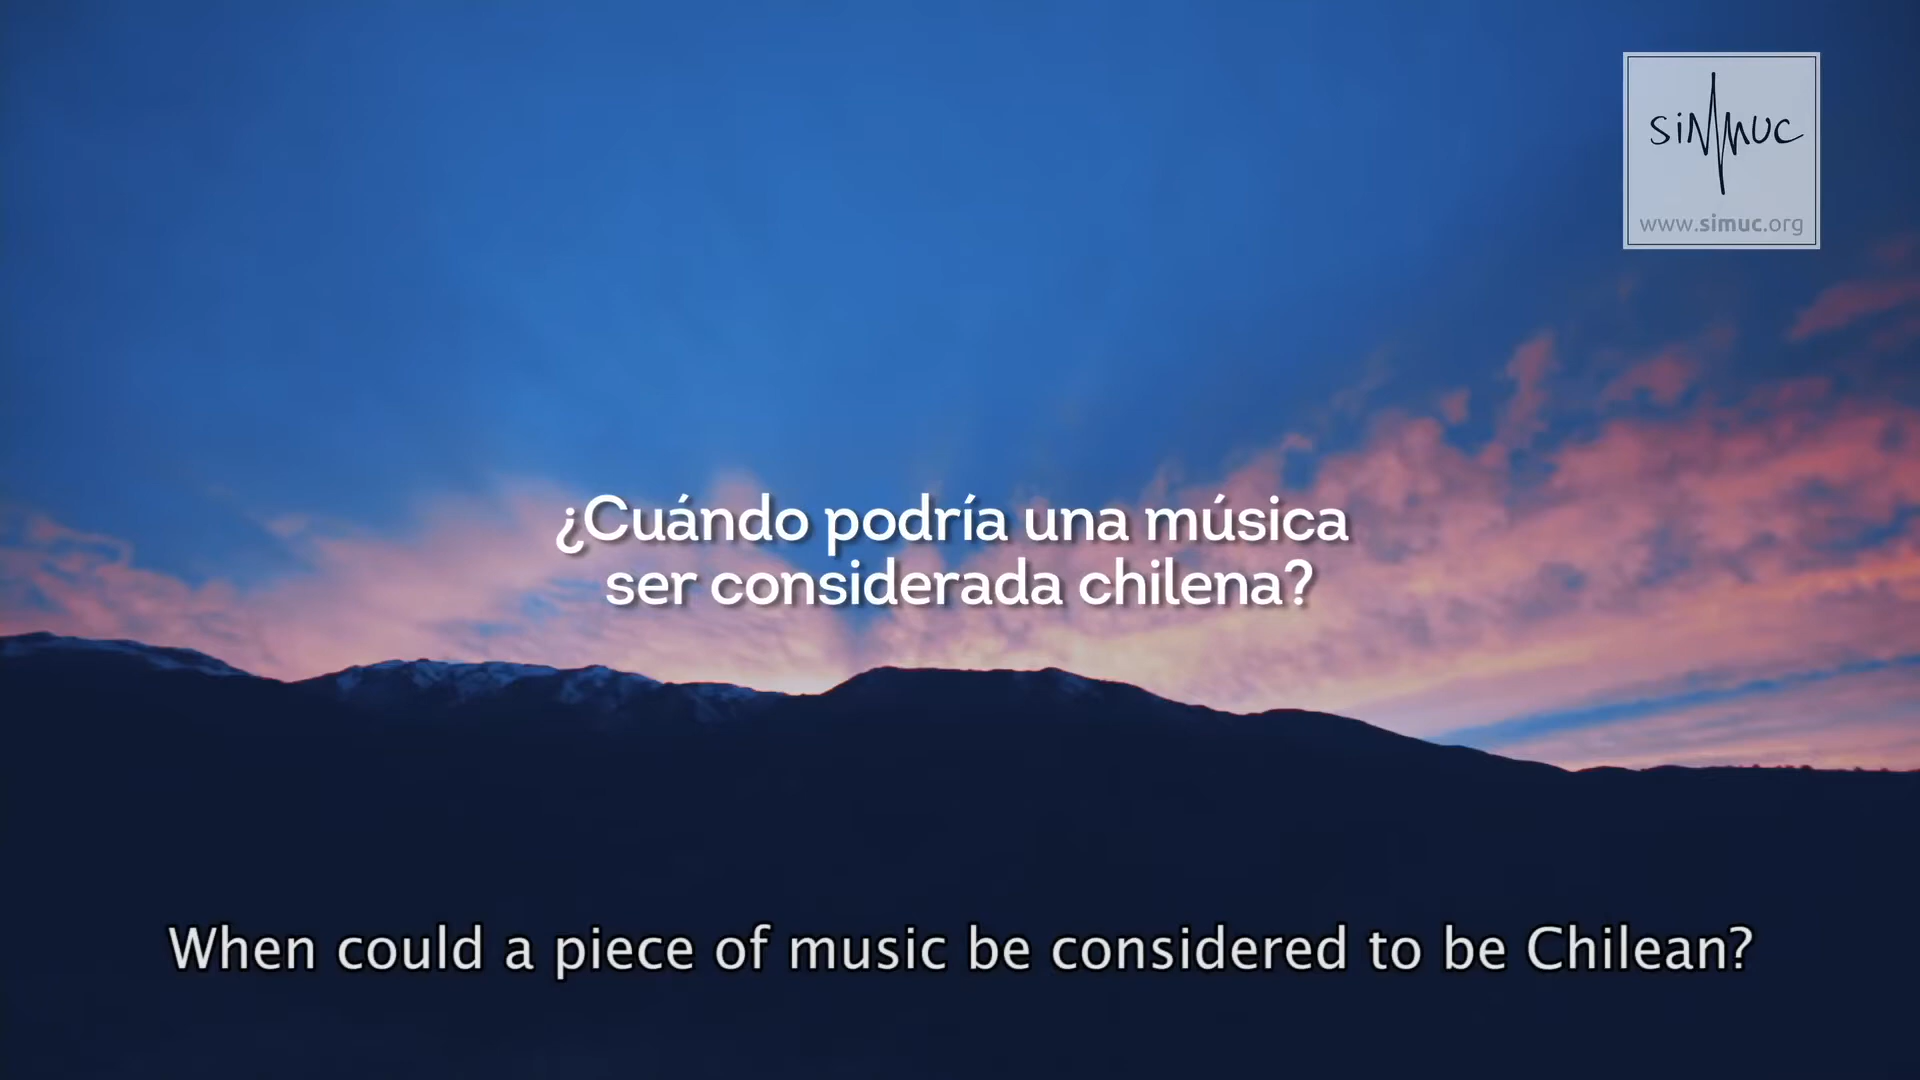 simuc
www.simuc.org
¿Cuándo podría una música
ser considerada chilena?
When could a piece of music be considered to be Chilean?